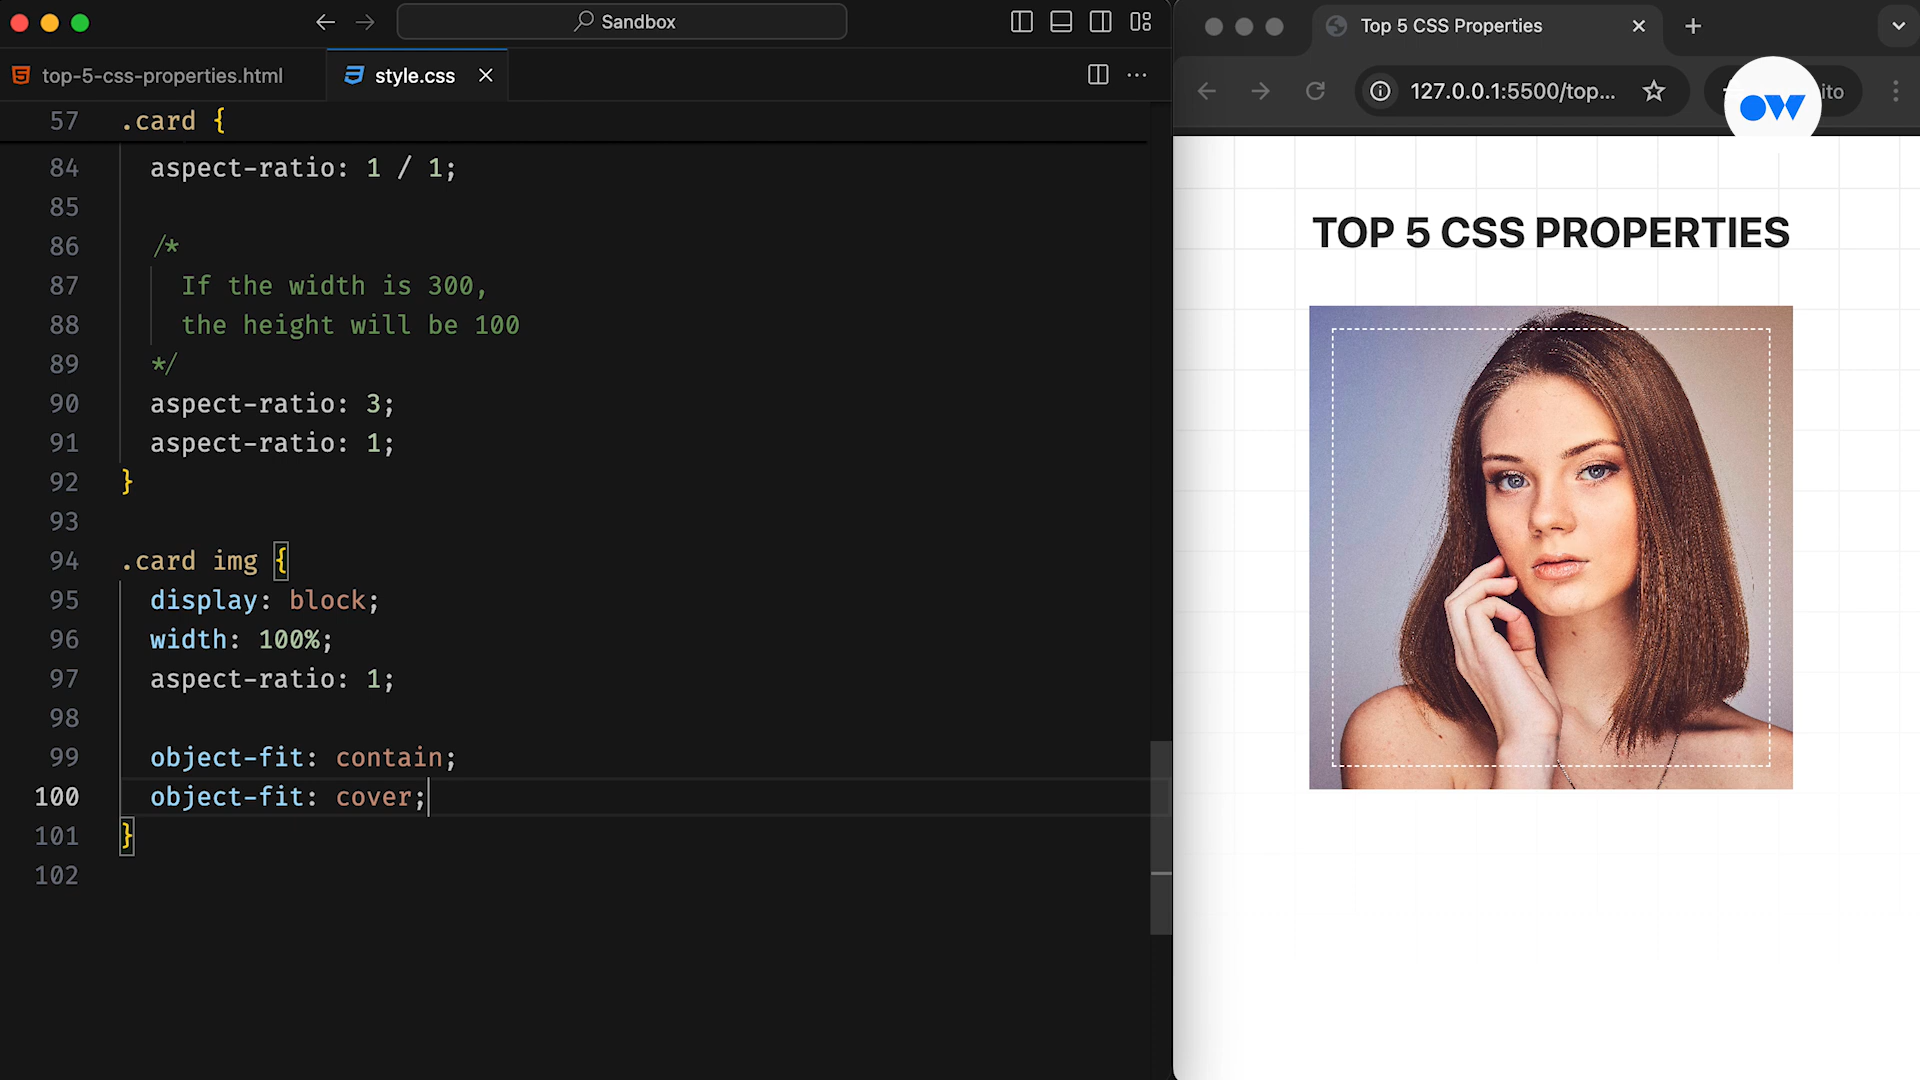 Sandbox
top-5-css-properties.html
style.css
57 .card {
84 aspect-ratio: 1 / 1;
85
86 /*
87 If the width is 300,
88 the height will be 100
89 */
90 aspect-ratio: 3;
91 aspect-ratio: 1;
92 }
93
94 .card img {
95 display: block;
96 width: 100%;
97 aspect-ratio: 1;
98
99 object-fit: contain;
100 object-fit: cover;
101 }
102
Top 5 CSS Properties
127.0.0.1:5500/top...
ito
OW
TOP 5 CSS PROPERTIES